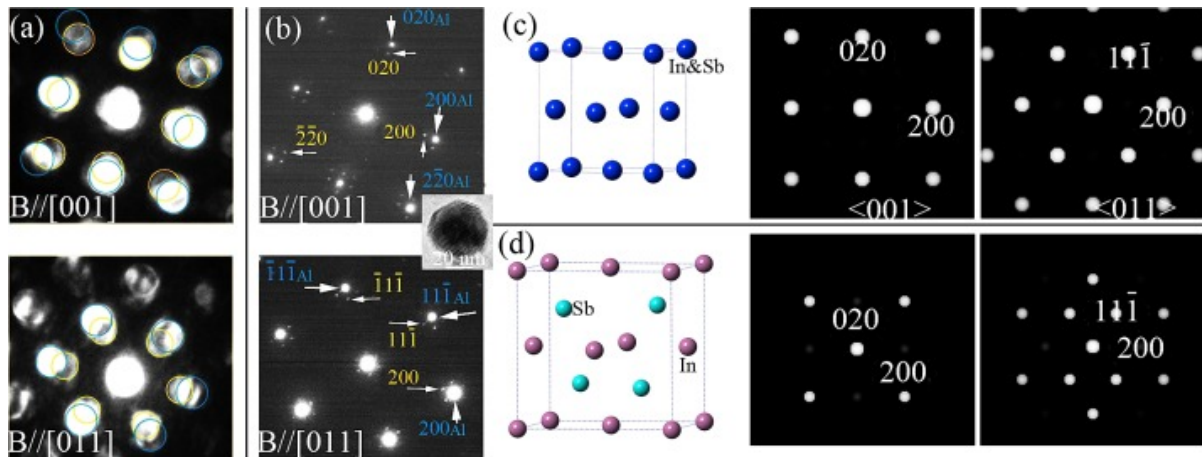 (a)
B//[001]
B//[011]
(b)
020Al
020
200Al
200
2̄2̄0
22̄0Al
B//[001]
20 nm
1̄11̄Al
1̄11̄
111̄Al
111̄
200
200Al
B//[011]
(c)
In&Sb
020
200
<001>
111̄
200
<011>
(d)
Sb
In
020
200
111̄
200